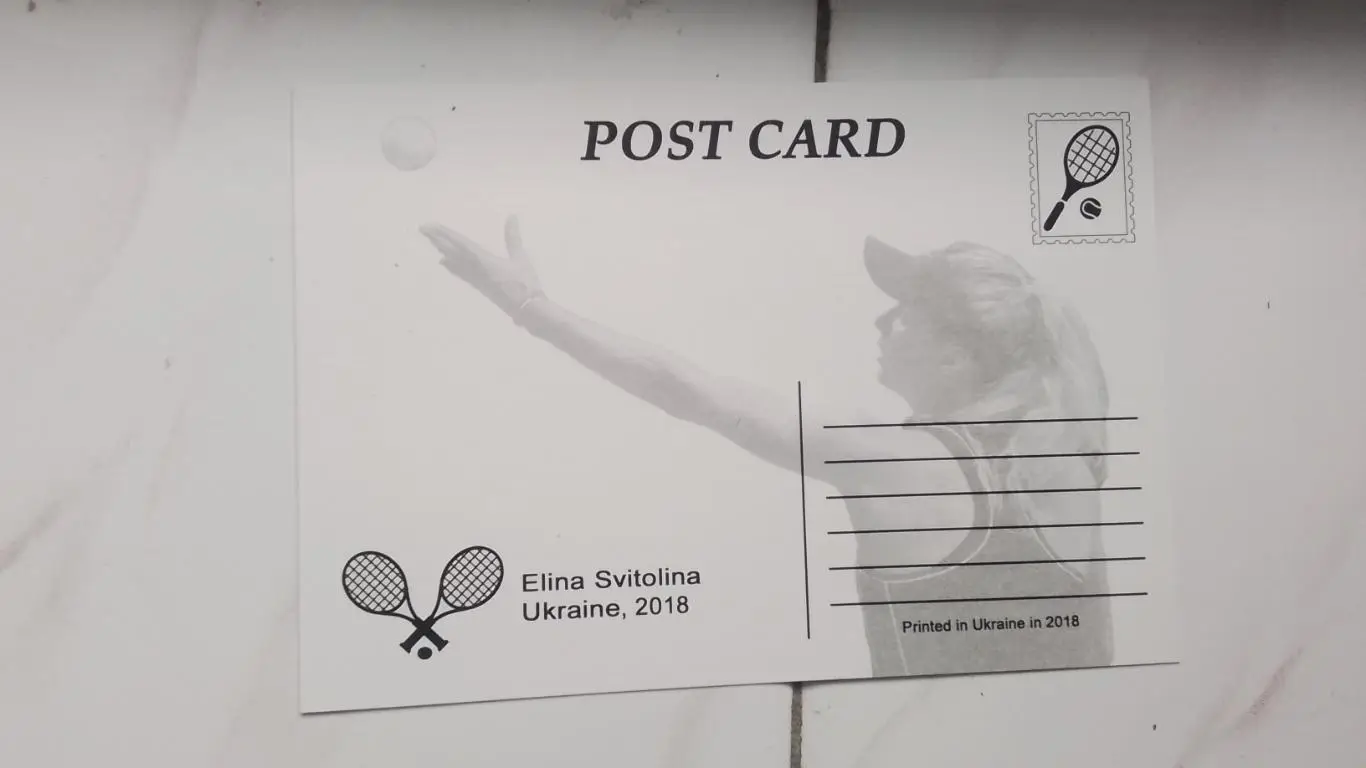 POST CARD
Elina Svitolina
Ukraine, 2018
Printed in Ukraine in 2018